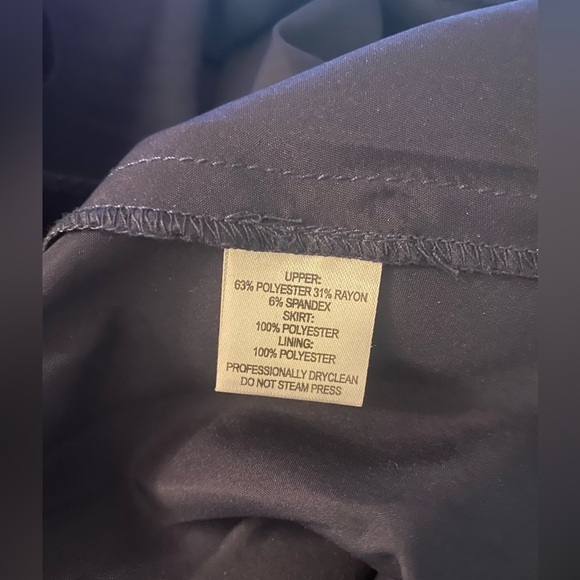 UPPER:
63% POLYESTER 31% RAYON
6% SPANDEX
SKIRT:
100% POLYESTER
LINING:
100% POLYESTER
PROFESSIONALLY DRYCLEAN
DO NOT STEAM PRESS